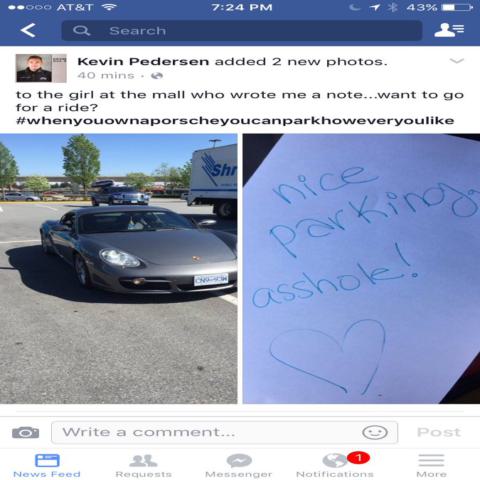 AT&T 7:24 PM 43%
Search
Kevin Pedersen added 2 new photos.
40 mins ·
to the girl at the mall who wrote me a note...want to go
for a ride?
#whenyouownaporscheyoucanparkhoweveryoulike
Shr
nice
parking,
asshole!
Write a comment...
Post
1
News Feed Requests Messenger Notifications More